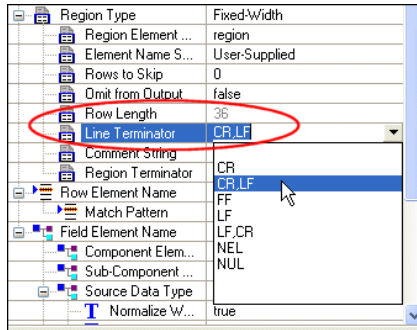 Region Type Fixed-Width
Region Element ... region
Element Name S... User-Supplied
Rows to Skip 0
Omit from Output false
Row Length 36
Line Terminator CR,LF
Comment String
Region Terminator CR
CR,LF
Row Element Name FF
Match Pattern LF
Field Element Name LF,CR
Component Elem... NEL
Sub-Component ... NUL
Source Data Type
T Normalize W... true